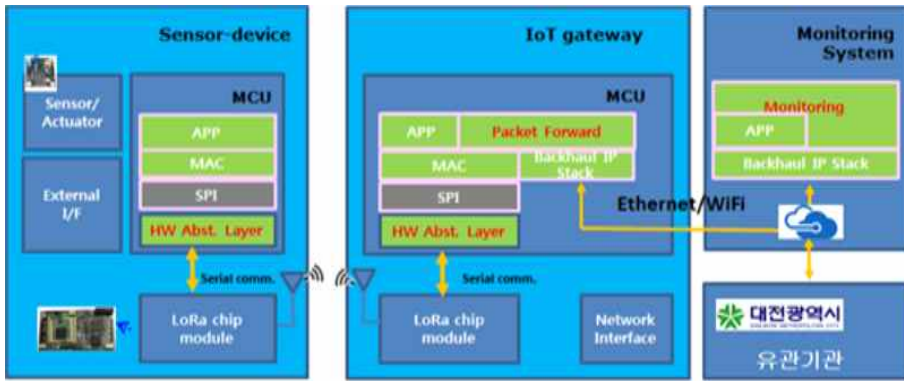 Sensor-device
Sensor/
Actuator
External
I/F
MCU
APP
MAC
SPI
HW Abst. Layer
Serial comm.
LoRa chip
module
IoT gateway
MCU
APP
Packet Forward
MAC
Backhaul IP
Stack
SPI
HW Abst. Layer
Serial comm.
LoRa chip
module
Network
Interface
Ethernet/WiFi
Monitoring
System
Monitoring
APP
Backhaul IP Stack
대전광역시
유관기관